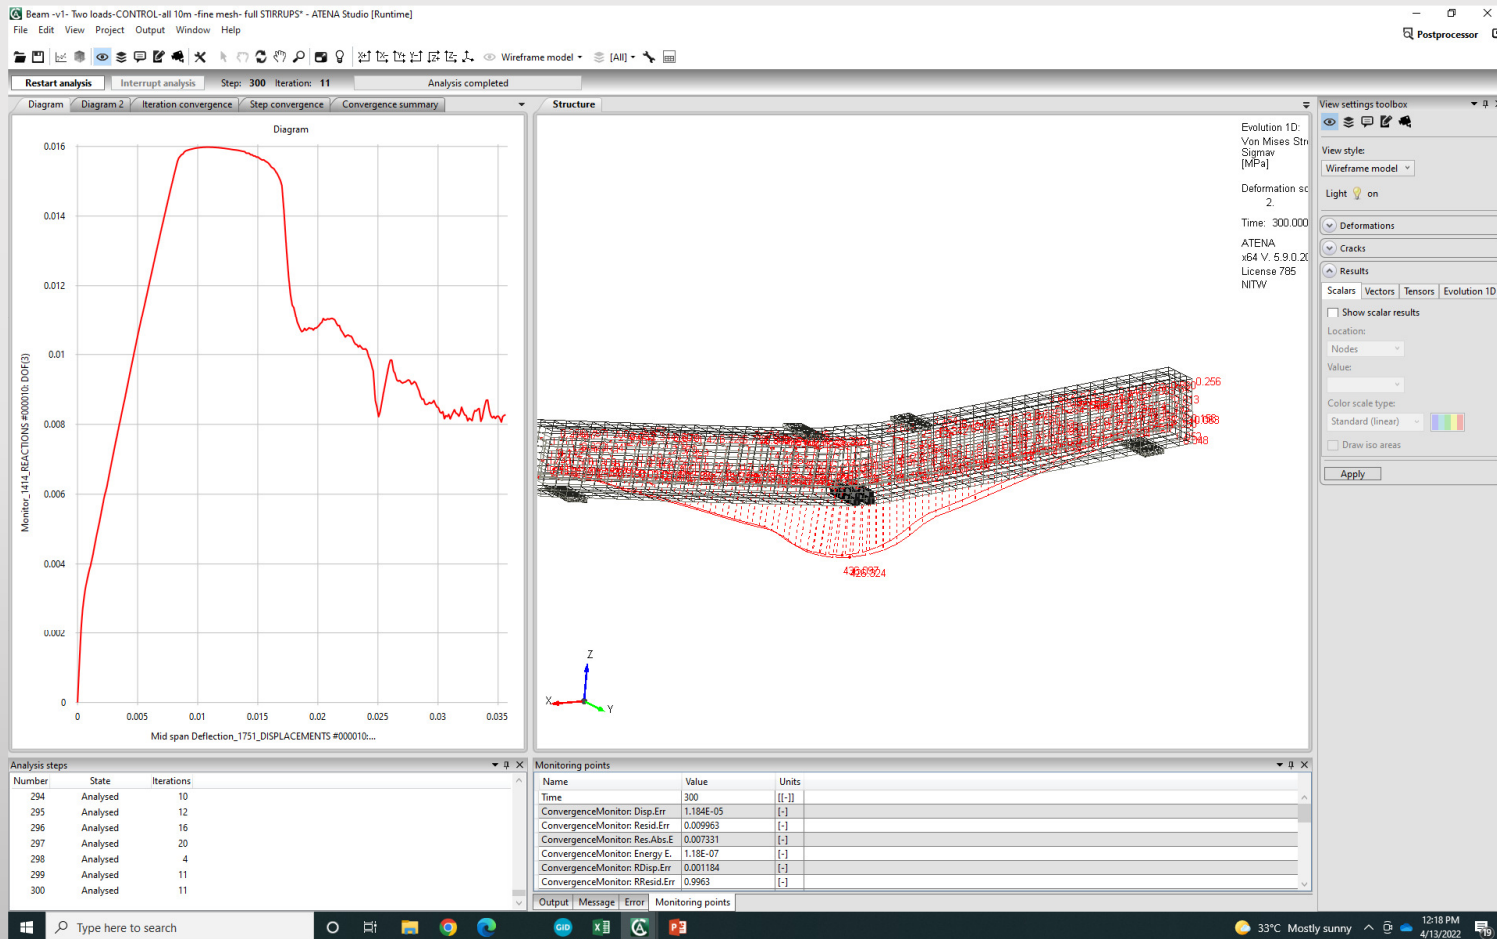 Beam -v1- Two loads-CONTROL-all 10m -fine mesh- full STIRRUPS* - ATENA Studio [Runtime]
File Edit View Project Output Window Help
Postprocessor
Wireframe model
[All]
Restart analysis Interrupt analysis Step: 300 Iteration: 11 Analysis completed
Diagram Diagram 2 Iteration convergence Step convergence Convergence summary
Structure
View settings toolbox
Diagram
0.016
0.014
0.012
0.01
0.008
0.006
0.004
0.002
0
0 0.005 0.01 0.015 0.02 0.025 0.03 0.035
Monitor_1414_REACTIONS #000010: DOF(3)
Mid span Deflection_1751_DISPLACEMENTS #000010:...
Evolution 1D:
Von Mises Stre
Sigmav
[MPa]
Deformation sc
2.
Time: 300.000
ATENA
x64 V. 5.9.0.20
License 785
NITW
0.256
Z
X
Y
View style:
Wireframe model
Light on
Deformations
Cracks
Results
Scalars Vectors Tensors Evolution 1D
Show scalar results
Location:
Nodes
Value:
Color scale type:
Standard (linear)
Draw iso areas
Apply
Analysis steps
Number State Iterations
294 Analysed 10
295 Analysed 12
296 Analysed 16
297 Analysed 20
298 Analysed 4
299 Analysed 11
300 Analysed 11
Monitoring points
Name Value Units
Time 300 [[-]]
ConvergenceMonitor: Disp.Err 1.184E-05 [-]
ConvergenceMonitor: Resid.Err 0.009963 [-]
ConvergenceMonitor: Res.Abs.E 0.007331 [-]
ConvergenceMonitor: Energy E. 1.18E-07 [-]
ConvergenceMonitor: RDisp.Err 0.001184 [-]
ConvergenceMonitor: RResid.Err 0.9963 [-]
Output Message Error Monitoring points
Type here to search
GiD
33°C Mostly sunny
12:18 PM
4/13/2022
19